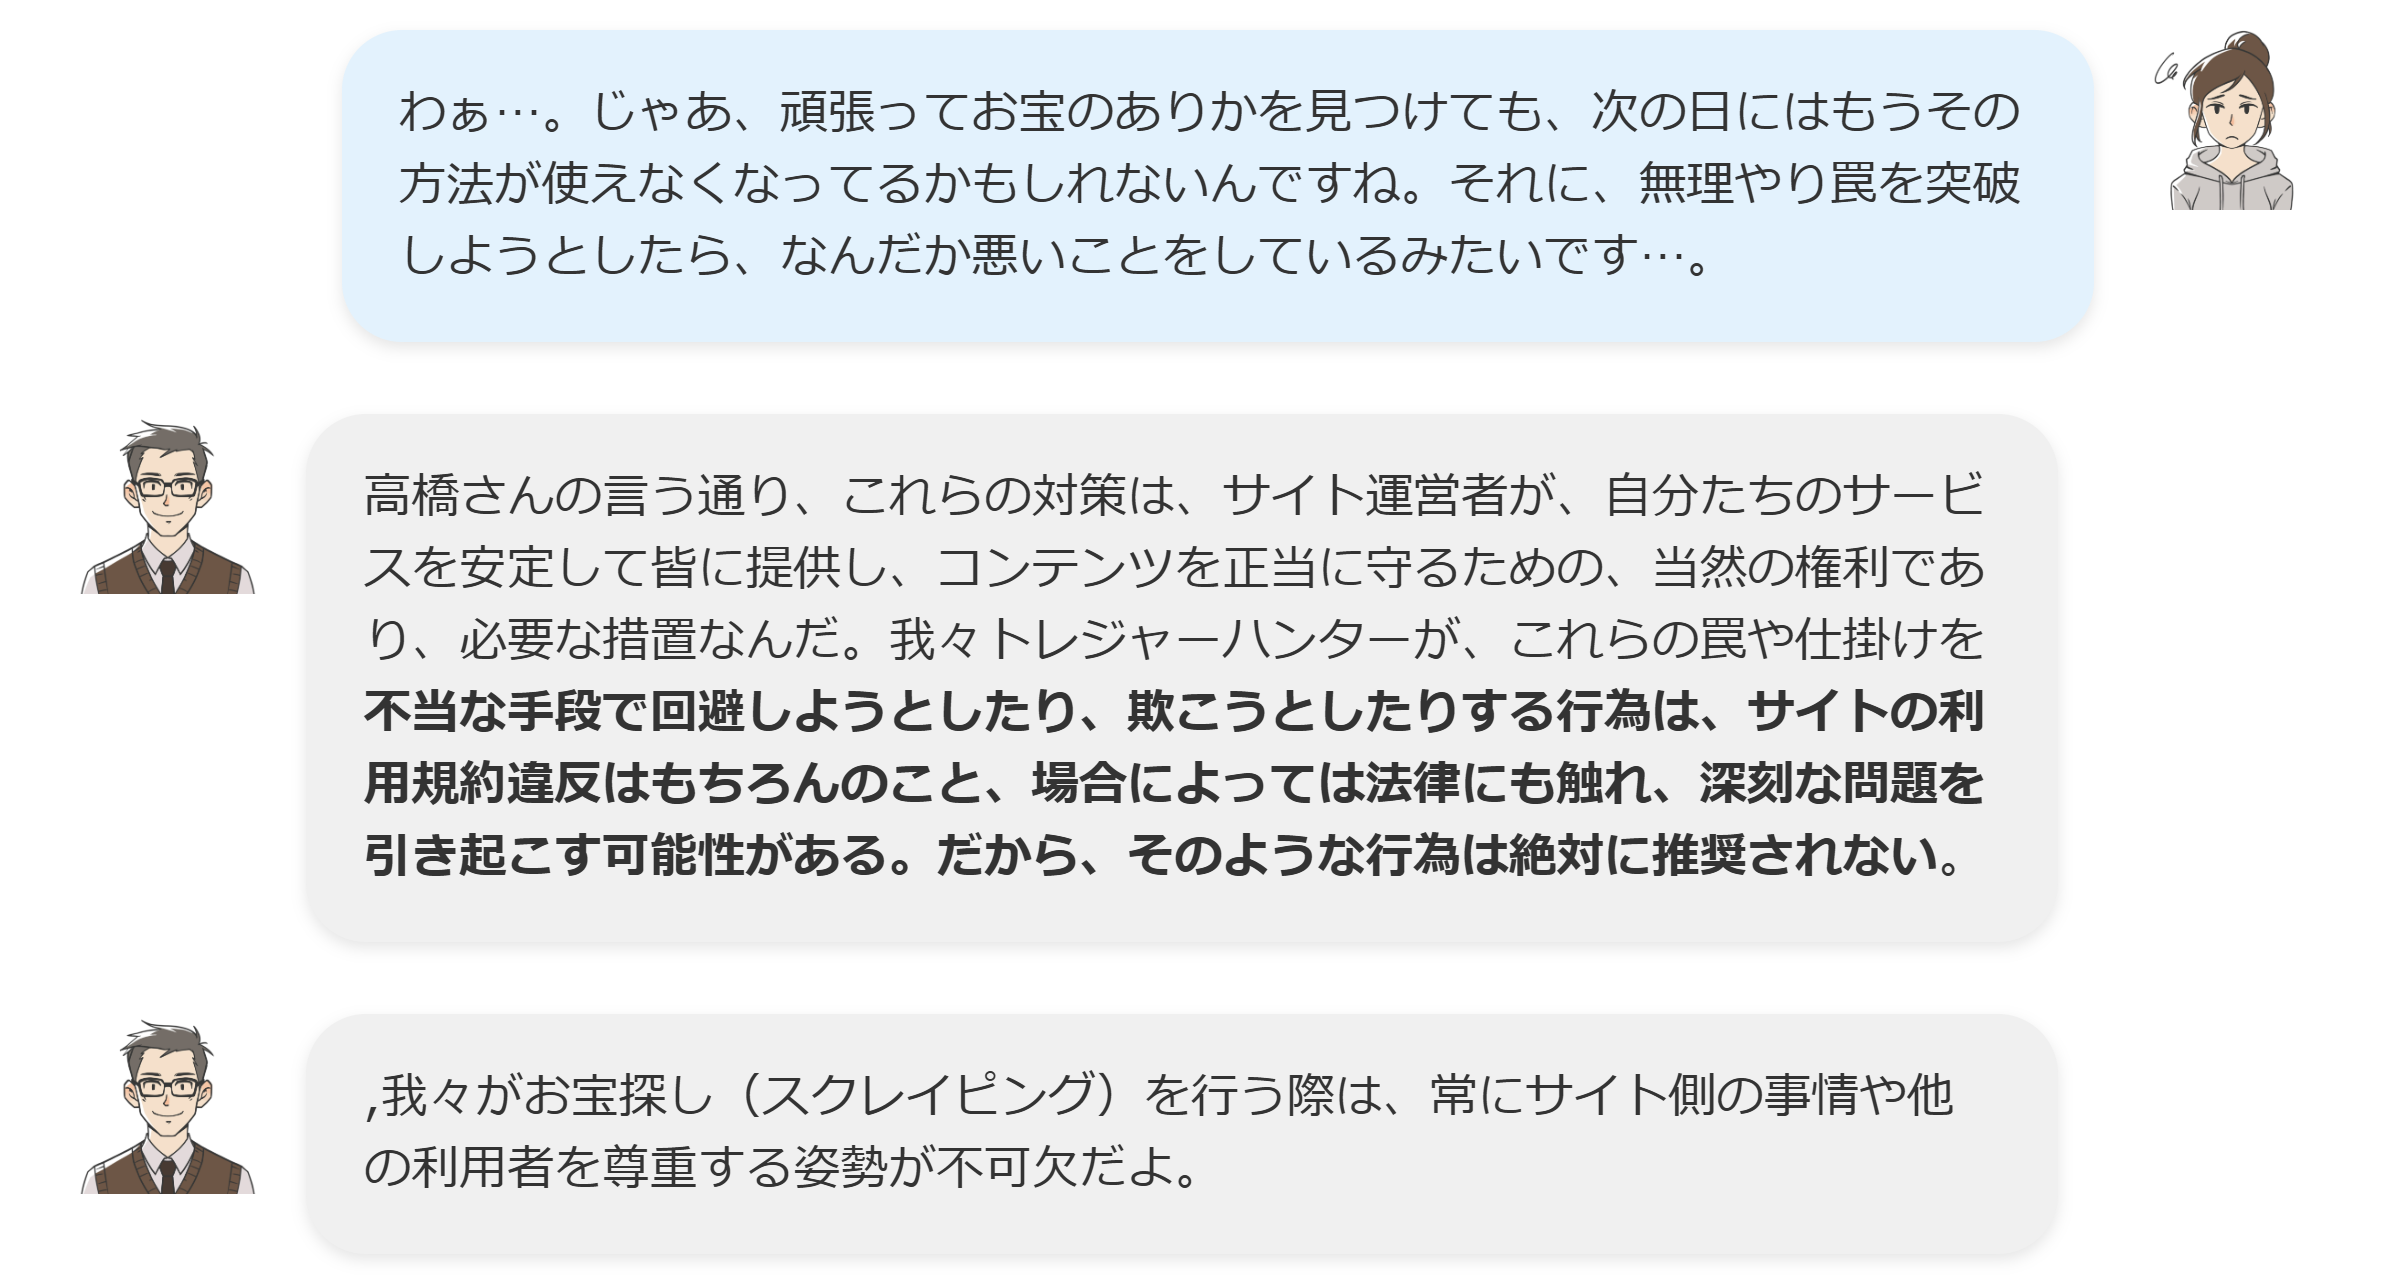 わぁ…。じゃあ、頑張ってお宝のありかを見つけても、次の日にはもうその
方法が使えなくなってるかもしれないんですね。それに、無理やり罠を突破
しようとしたら、なんだか悪いことをしているみたいです…。
高橋さんの言う通り、これらの対策は、サイト運営者が、自分たちのサービ
スを安定して皆に提供し、コンテンツを正当に守るための、当然の権利であ
り、必要な措置なんだ。我々トレジャーハンターが、これらの罠や仕掛けを
不当な手段で回避しようとしたり、欺こうとしたりする行為は、サイトの利
用規約違反はもちろんのこと、場合によっては法律にも触れ、深刻な問題を
引き起こす可能性がある。だから、そのような行為は絶対に推奨されない。
,我々がお宝探し（スクレイピング）を行う際は、常にサイト側の事情や他
の利用者を尊重する姿勢が不可欠だよ。